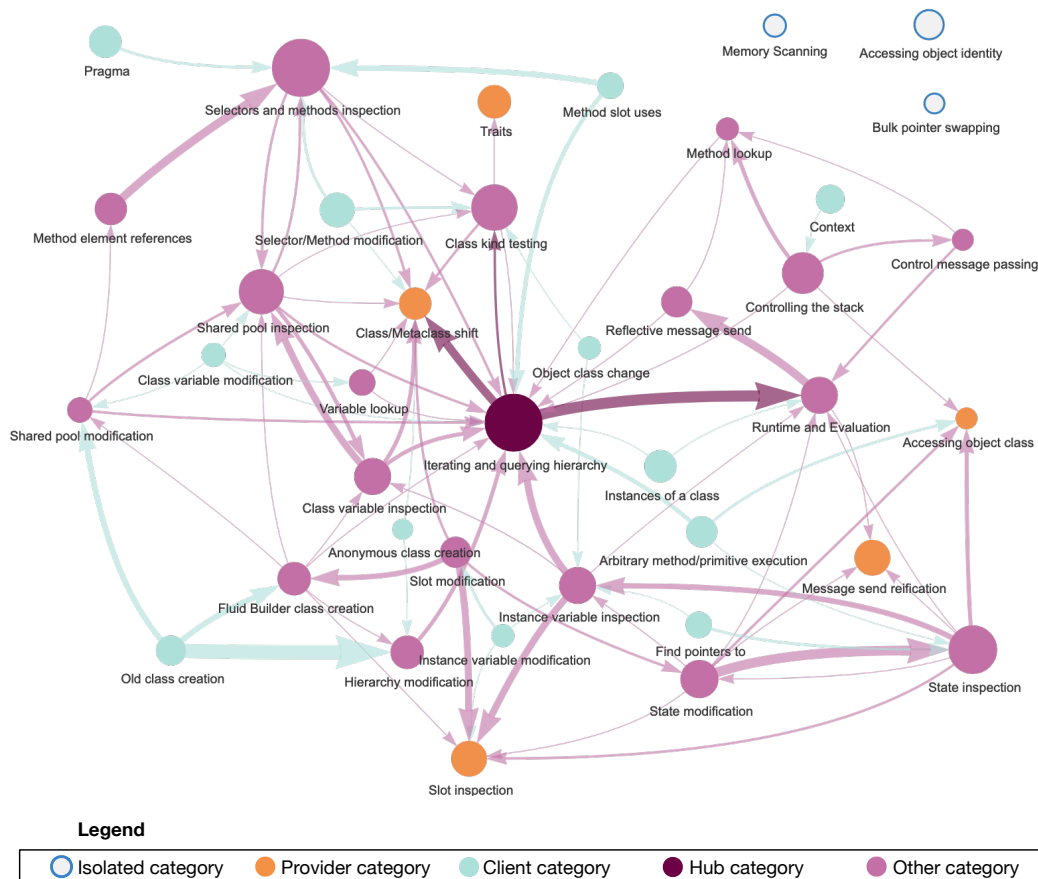 Memory Scanning
Accessing object identity
Pragma
Selectors and methods inspection
Method slot uses
Traits
Bulk pointer swapping
Method lookup
Method element references
Selector/Method modification
Class kind testing
Context
Control message passing
Controlling the stack
Shared pool inspection
Class/Metaclass shift
Reflective message send
Class variable modification
Object class change
Variable lookup
Shared pool modification
Runtime and Evaluation
Accessing object class
Iterating and querying hierarchy
Instances of a class
Class variable inspection
Anonymous class creation
Arbitrary method/primitive execution
Slot modification
Message send reification
Fluid Builder class creation
Instance variable inspection
Find pointers to
Instance variable modification
Old class creation
Hierarchy modification
State inspection
State modification
Slot inspection
Legend
Isolated category
Provider category
Client category
Hub category
Other category